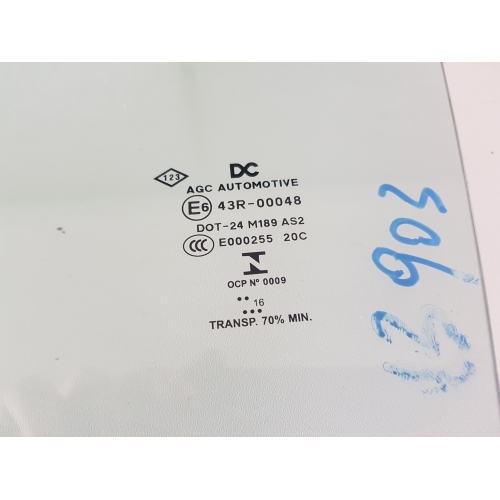 DC
123
AGC AUTOMOTIVE
E6 43R-00048
DOT-24 M189 AS2
CCC E000255 20C
OCP Nº 0009
.. 16
...
TRANSP. 70% MIN.
903